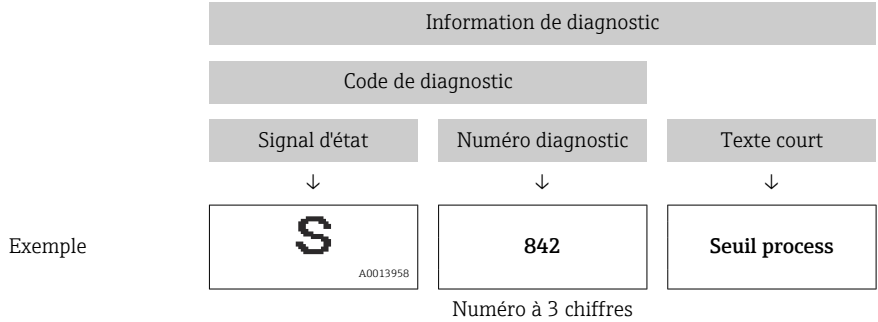 Information de diagnostic
Code de diagnostic
Signal d'état Numéro diagnostic Texte court
↓ ↓ ↓
Exemple S 842 Seuil process
A0013958
Numéro à 3 chiffres